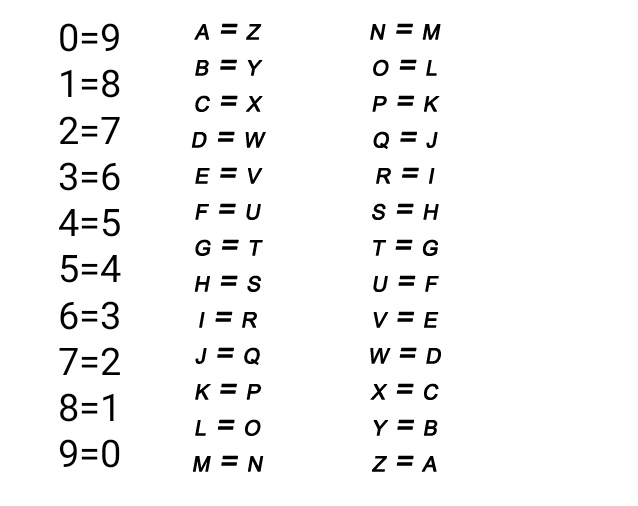 0=9
1=8
2=7
3=6
4=5
5=4
6=3
7=2
8=1
9=0
A = Z
B = Y
C = X
D = W
E = V
F = U
G = T
H = S
I = R
J = Q
K = P
L = O
M = N
N = M
O = L
P = K
Q = J
R = I
S = H
T = G
U = F
V = E
W = D
X = C
Y = B
Z = A